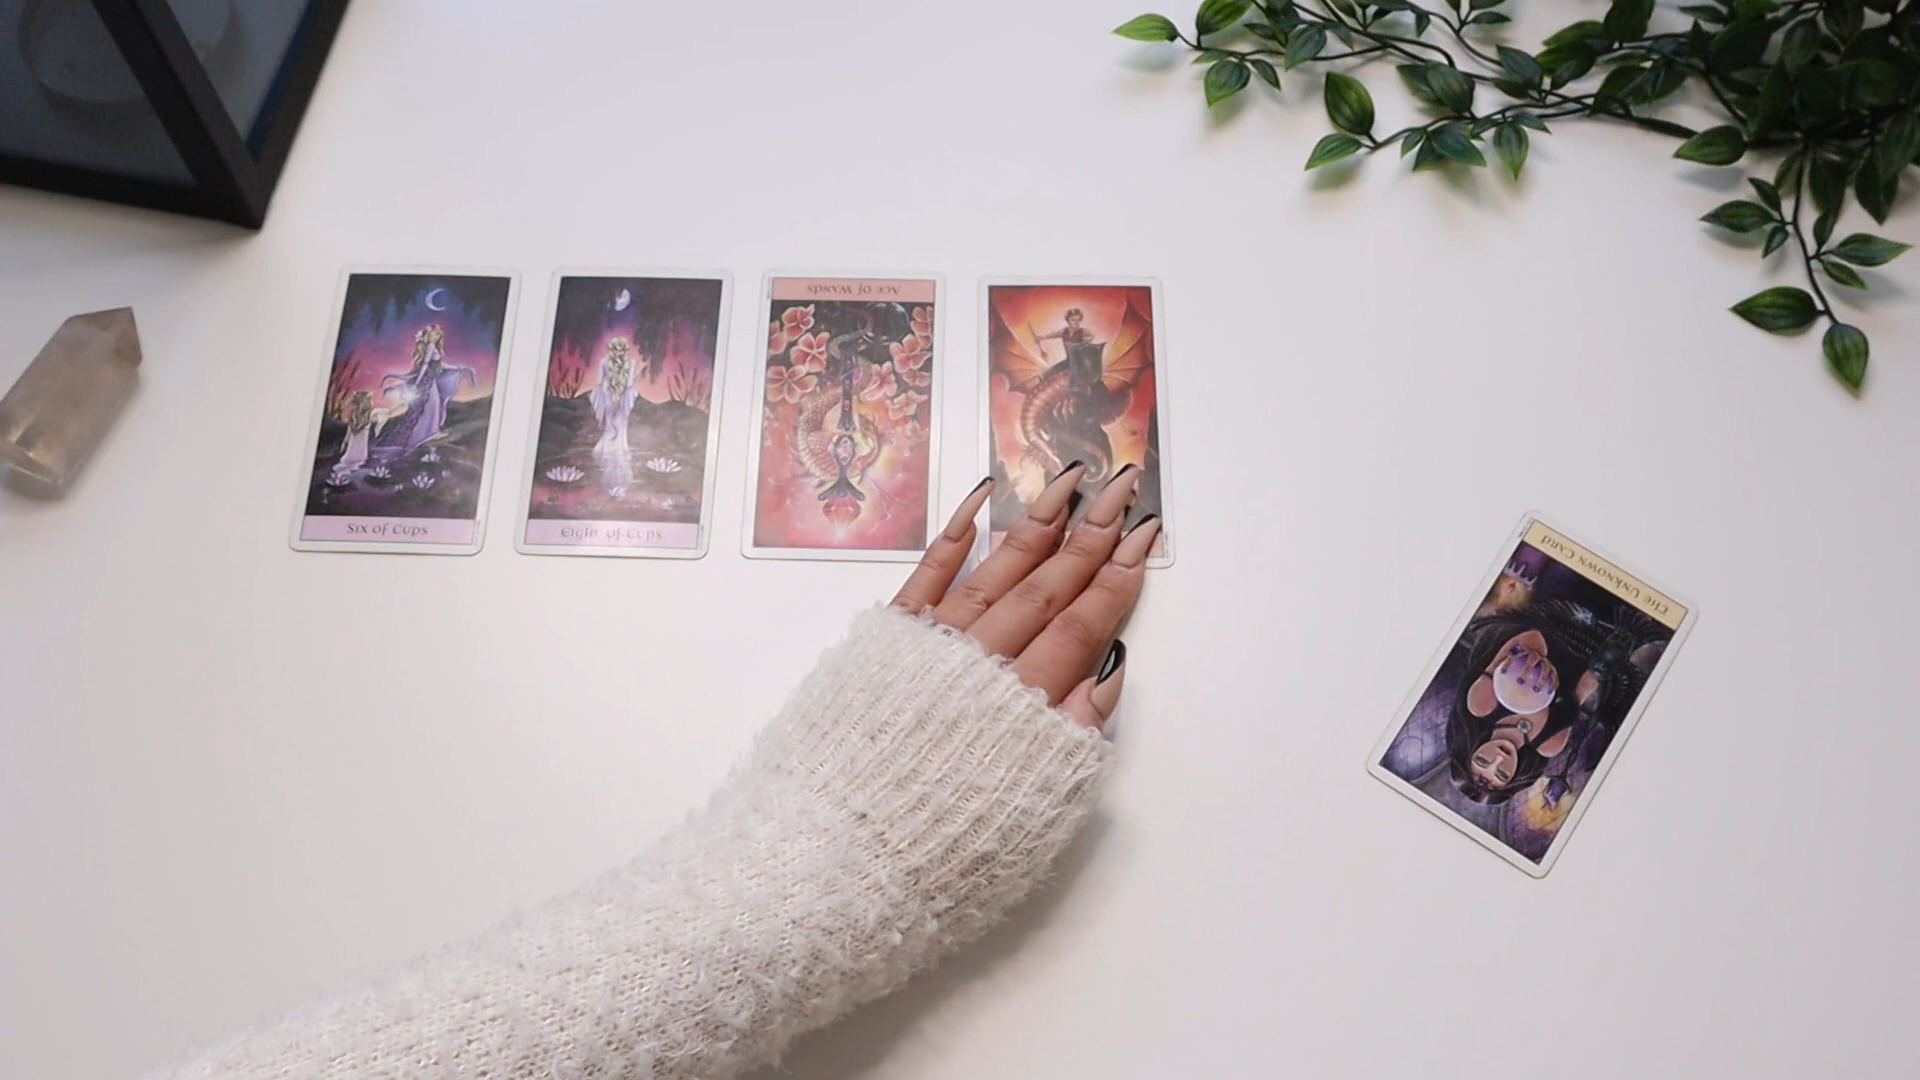 Six of Cups
Eight of Cups
Ace of Wands
The Unknown Card